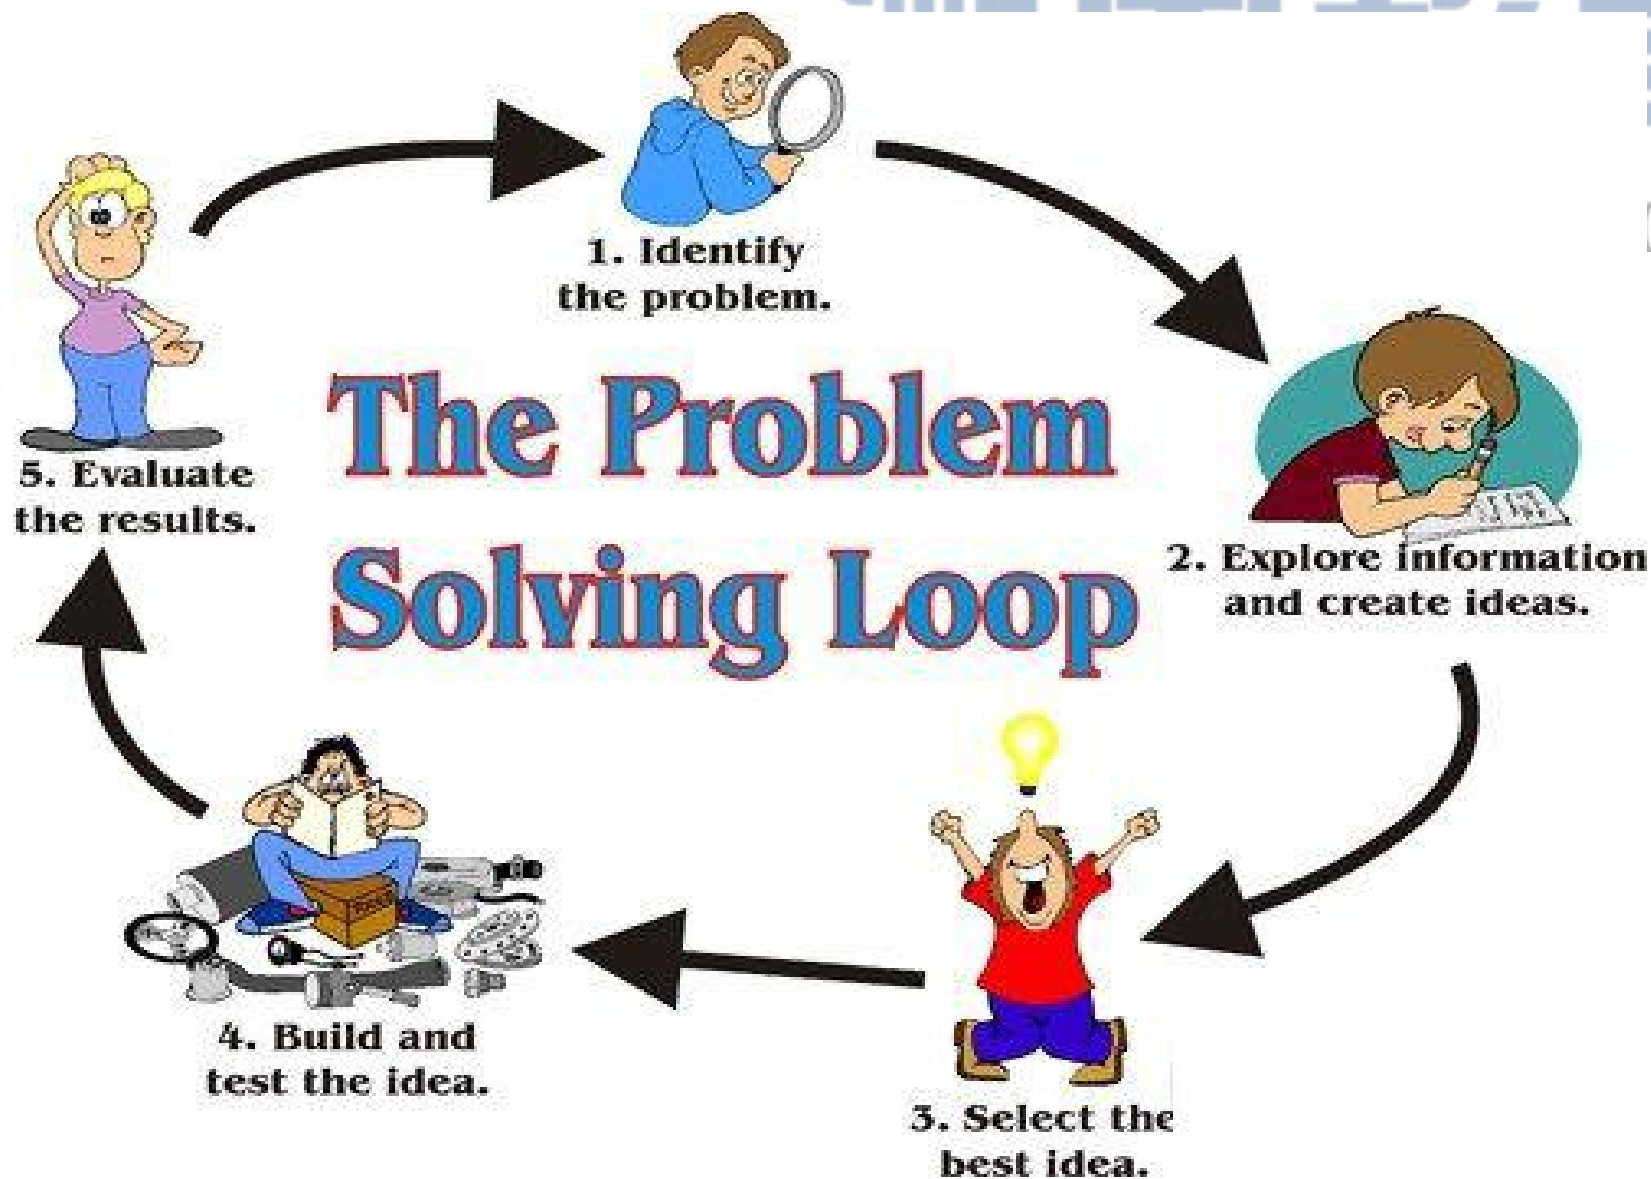 1. Identify
the problem.
The Problem
Solving Loop
2. Explore information
and create ideas.
3. Select the
best idea.
4. Build and
test the idea.
5. Evaluate
the results.